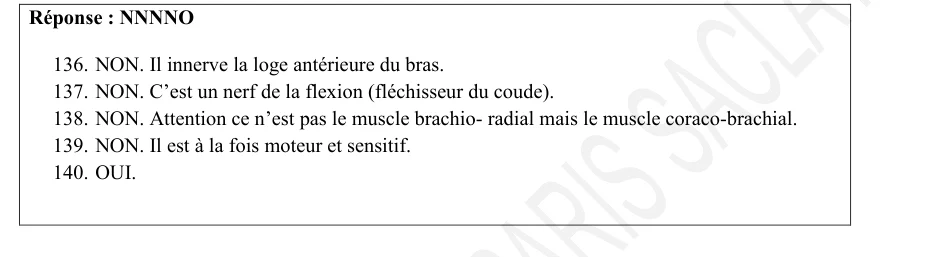 Réponse : NNNNO
136. NON. Il innerve la loge antérieure du bras.
137. NON. C’est un nerf de la flexion (fléchisseur du coude).
138. NON. Attention ce n’est pas le muscle brachio- radial mais le muscle coraco-brachial.
139. NON. Il est à la fois moteur et sensitif.
140. OUI.
PARIS SACLAY